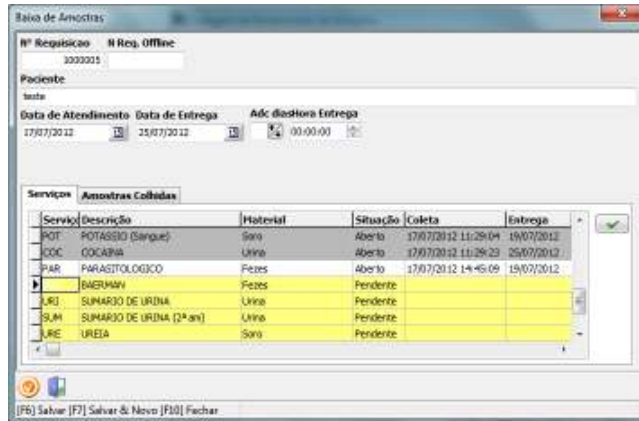 Baixa de Amostras
Nº Requisicao N Req. Offline
1000005
Paciente
teste
Data de Atendimento Data de Entrega Adc dias Hora Entrega
17/07/2012 25/07/2012 00:00:00
Serviços Amostras Colhidas
Serviço Descrição Material Situação Coleta Entrega
POT POTASSIO (Sangue) Soro Aberto 17/07/2012 11:29:04 19/07/2012
COC COCAINA Urina Aberto 17/07/2012 11:29:23 25/07/2012
PAR PARASITOLOGICO Fezes Aberto 17/07/2012 14:45:09 19/07/2012
BAERMAN Fezes Pendente
URI SUMARIO DE URINA Urina Pendente
SUM SUMARIO DE URINA (2ª am) Urina Pendente
URE UREIA Soro Pendente
[F6] Salvar [F7] Salvar & Novo [F10] Fechar